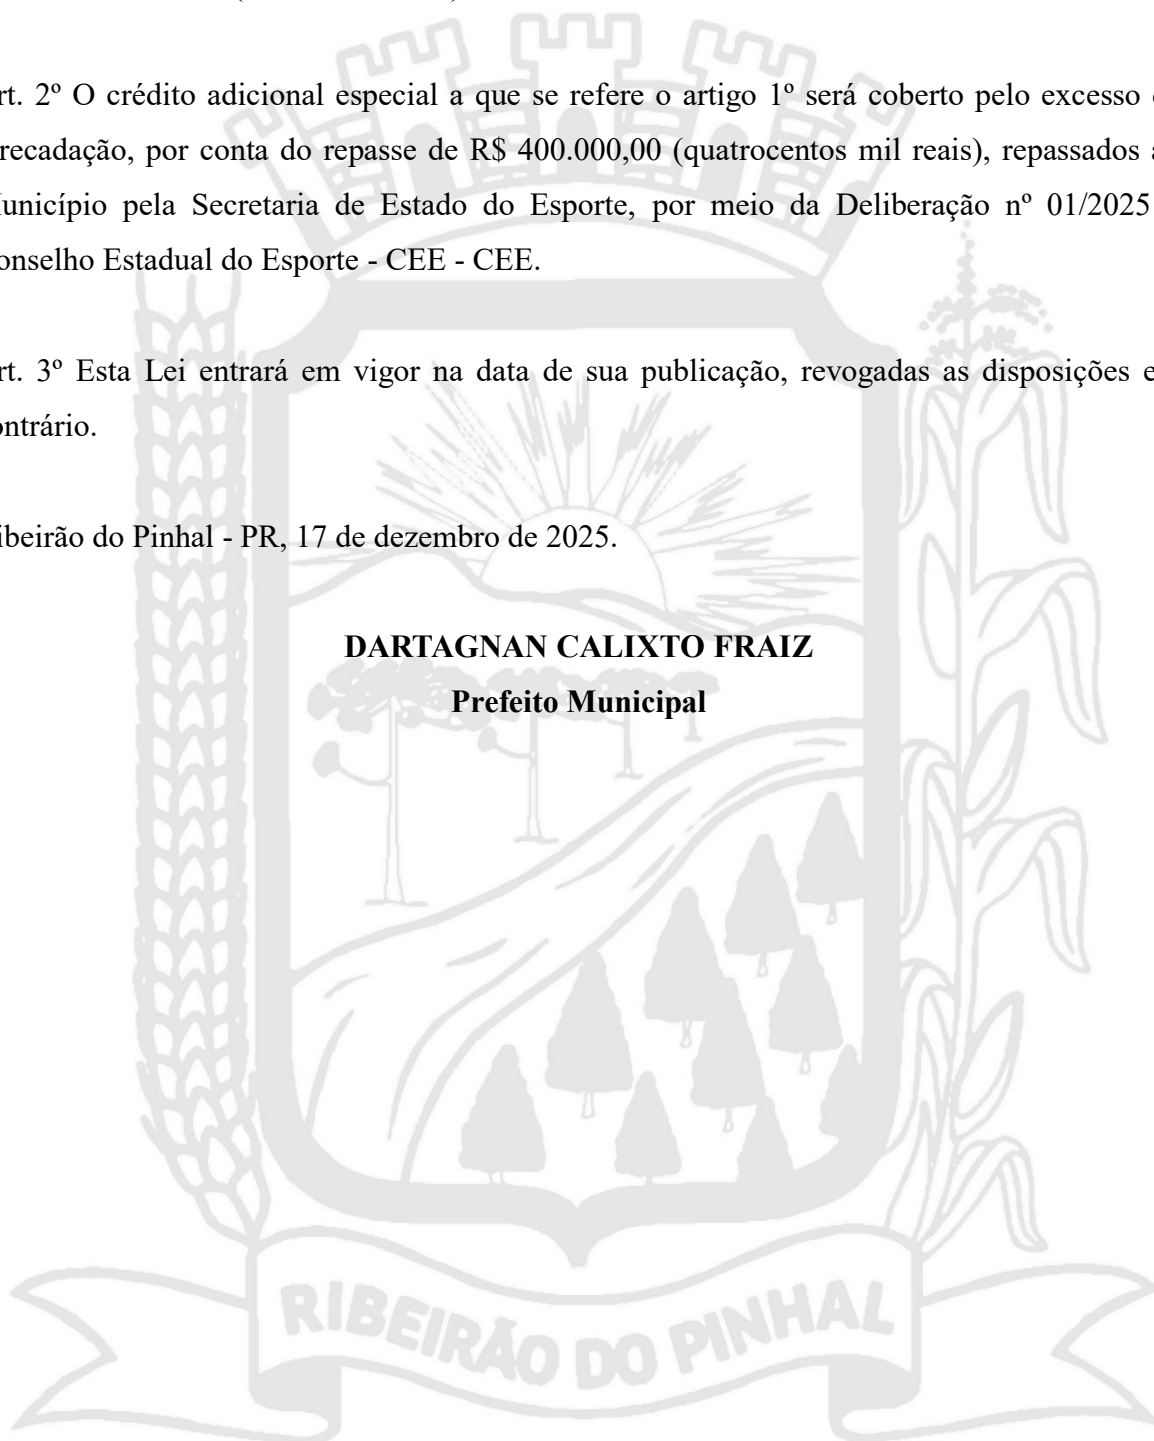 rt. 2º O crédito adicional especial a que se refere o artigo 1º será coberto pelo excesso
recadação, por conta do repasse de R$ 400.000,00 (quatrocentos mil reais), repassados a
unicípio pela Secretaria de Estado do Esporte, por meio da Deliberação nº 01/2025
onselho Estadual do Esporte - CEE - CEE.
rt. 3º Esta Lei entrará em vigor na data de sua publicação, revogadas as disposições e
ontrário.
ibeirão do Pinhal - PR, 17 de dezembro de 2025.
DARTAGNAN CALIXTO FRAIZ
Prefeito Municipal
RIBEIRÃO DO PINHAL